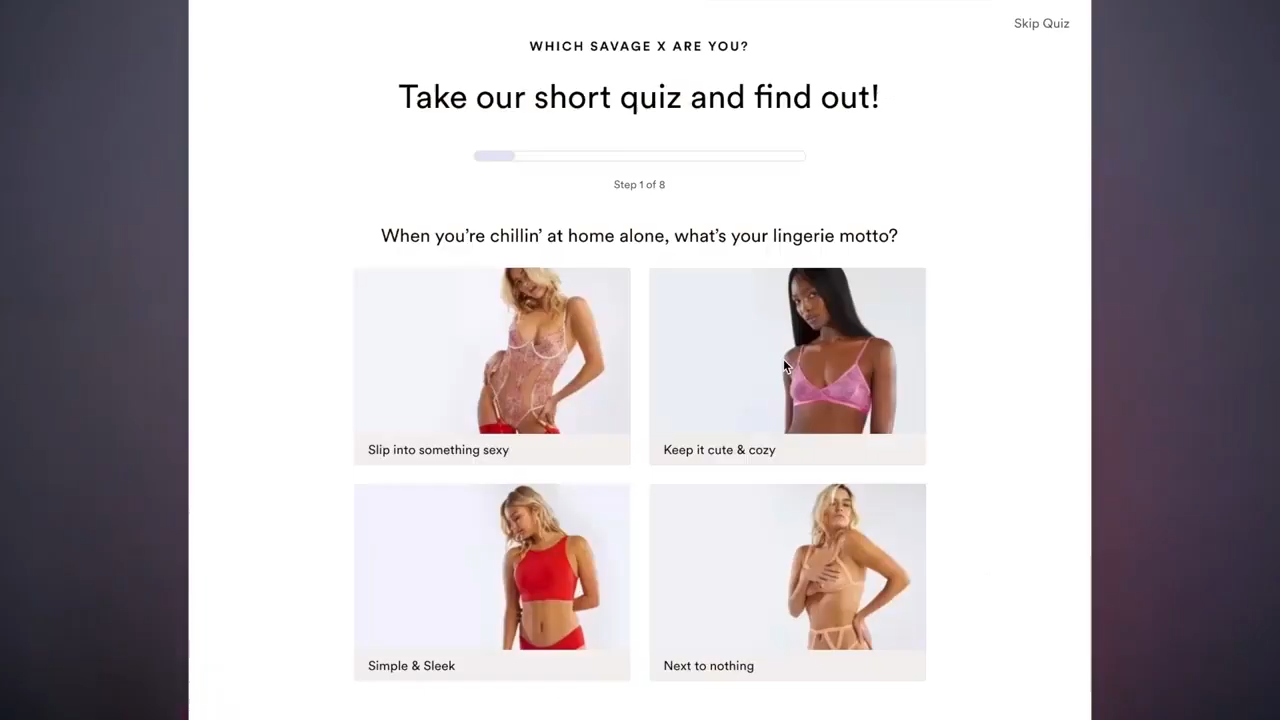 Skip Quiz
WHICH SAVAGE X ARE YOU?
Take our short quiz and find out!
Step 1 of 8
When you’re chillin’ at home alone, what’s your lingerie motto?
Slip into something sexy
Keep it cute & cozy
Simple & Sleek
Next to nothing